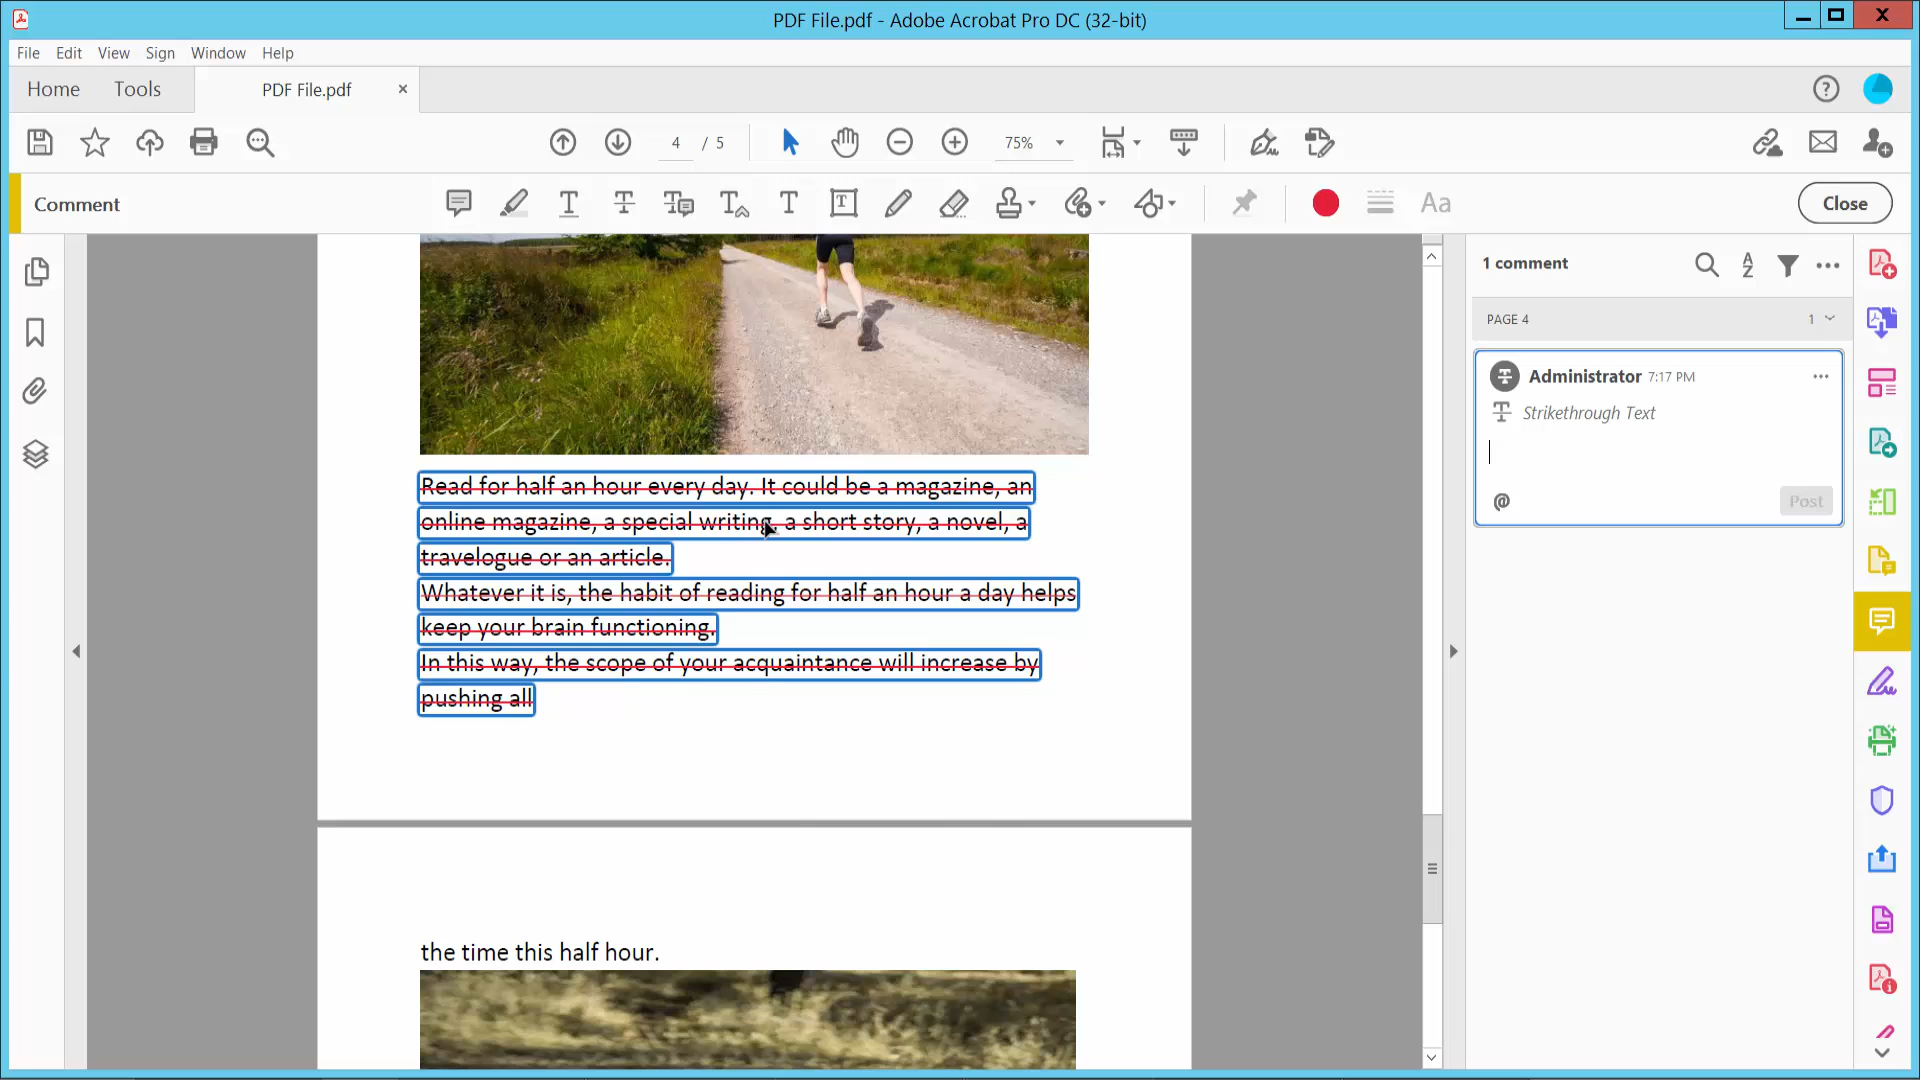 PDF File.pdf - Adobe Acrobat Pro DC (32-bit)
File Edit View Sign Window Help
Home Tools PDF File.pdf ×
4 / 5 75%
Comment
T T T T T T Aa Close
1 comment
A
Z
PAGE 4 1
Administrator 7:17 PM
Strikethrough Text
@ Post
Read for half an hour every day. It could be a magazine, an
online magazine, a special writing, a short story, a novel, a
travelogue or an article.
Whatever it is, the habit of reading for half an hour a day helps
keep your brain functioning.
In this way, the scope of your acquaintance will increase by
pushing all
the time this half hour.